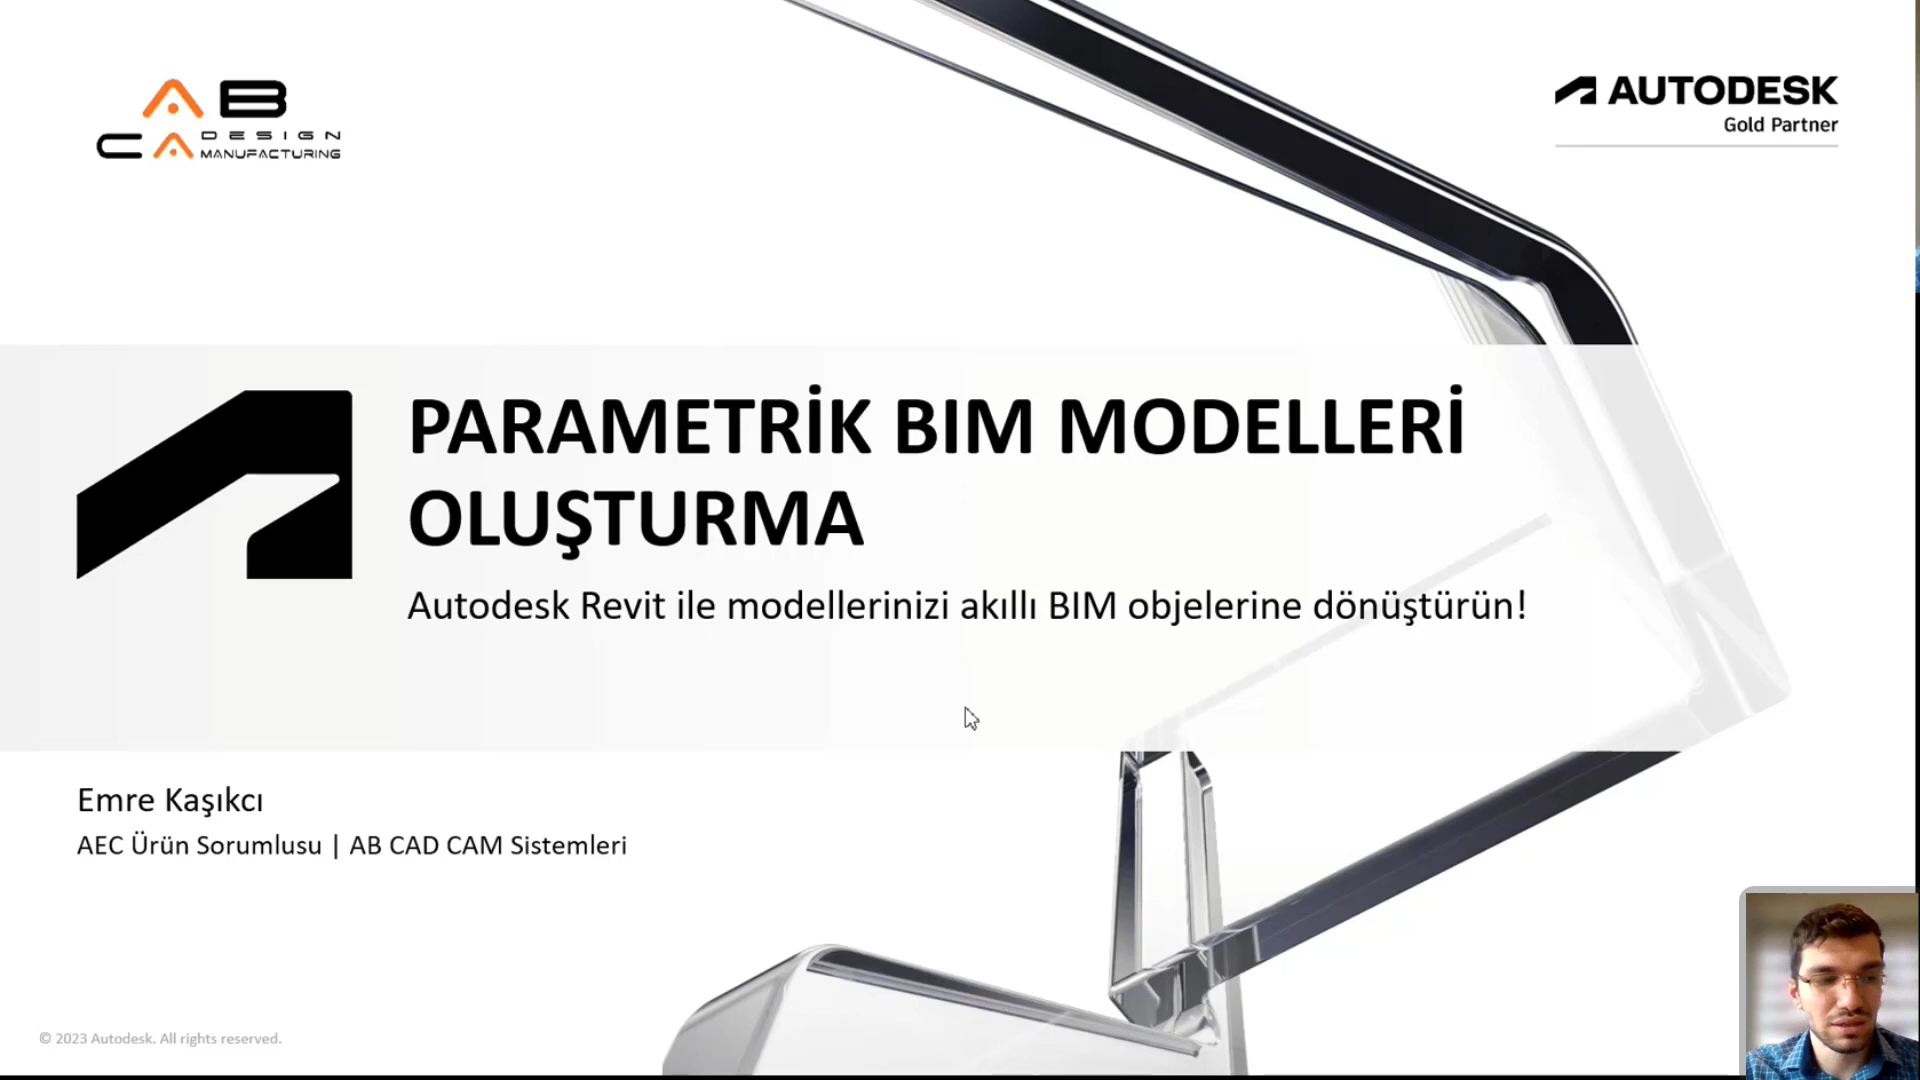 AB
CA DESIGN
MANUFACTURING
AUTODESK
Gold Partner
PARAMETRİK BIM MODELLERİ
OLUŞTURMA
Autodesk Revit ile modellerinizi akıllı BIM objelerine dönüştürün!
Emre Kaşıkcı
AEC Ürün Sorumlusu | AB CAD CAM Sistemleri
© 2023 Autodesk. All rights reserved.